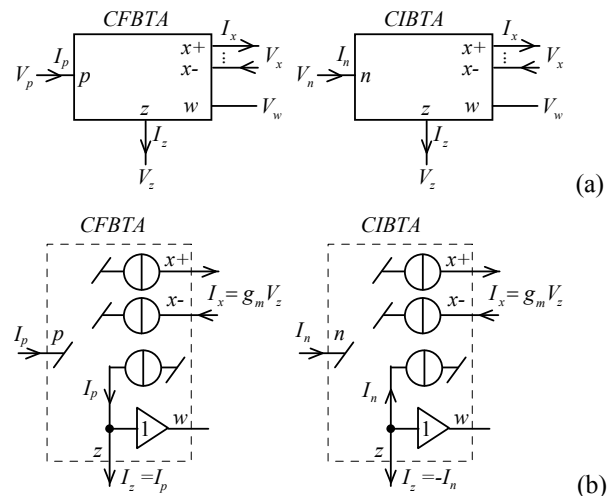 CFBTA CIBTA
I_p x+ I_x I_n x+ I_x
V_p p x- V_x V_n n x- V_x
z w V_w z w V_w
I_z I_z
V_z V_z
(a)
CFBTA CIBTA
x+ x+
x- I_x = g_m V_z x- I_x = g_m V_z
I_p p I_n n
I_p I_n
1 w 1 w
z z
I_z = I_p I_z = -I_n
(b)